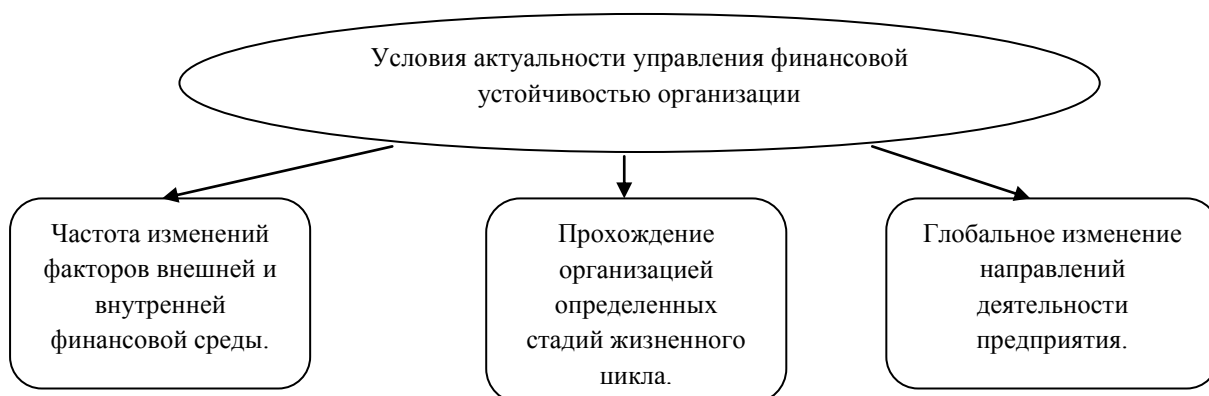 Условия актуальности управления финансовой
устойчивостью организации
Частота изменений
факторов внешней и
внутренней
финансовой среды.
Прохождение
организацией
определенных
стадий жизненного
цикла.
Глобальное изменение
направлений
деятельности
предприятия.